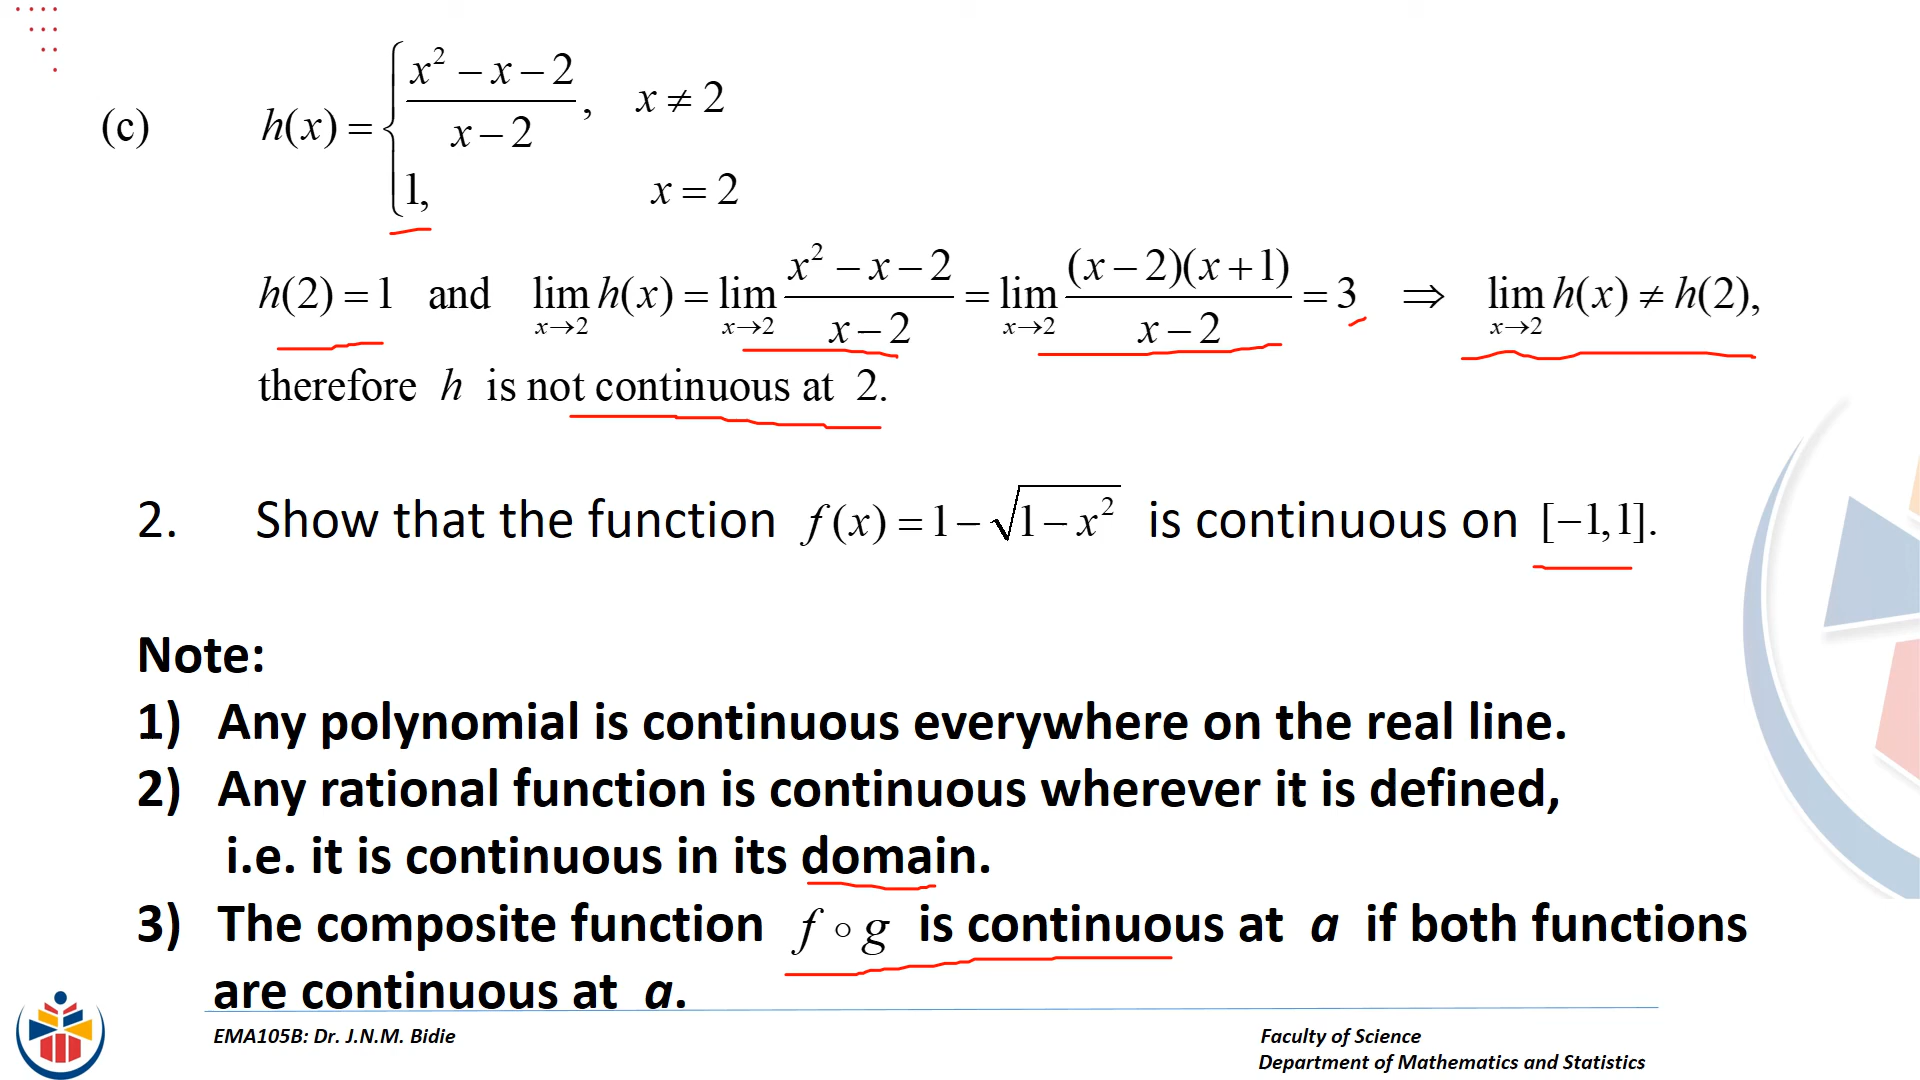 (c) h(x) = { (x² − x − 2)/(x − 2), x ≠ 2
1, x = 2
h(2) = 1 and lim_{x→2} h(x) = lim_{x→2} (x² − x − 2)/(x − 2) = lim_{x→2} (x − 2)(x + 1)/(x − 2) = 3 ⇒ lim_{x→2} h(x) ≠ h(2),
therefore h is not continuous at 2.
2. Show that the function f(x) = 1 − √(1 − x²) is continuous on [−1, 1].
Note:
1) Any polynomial is continuous everywhere on the real line.
2) Any rational function is continuous wherever it is defined,
i.e. it is continuous in its domain.
3) The composite function f ∘ g is continuous at a if both functions
are continuous at a.
EMA105B: Dr. J.N.M. Bidie
Faculty of Science
Department of Mathematics and Statistics